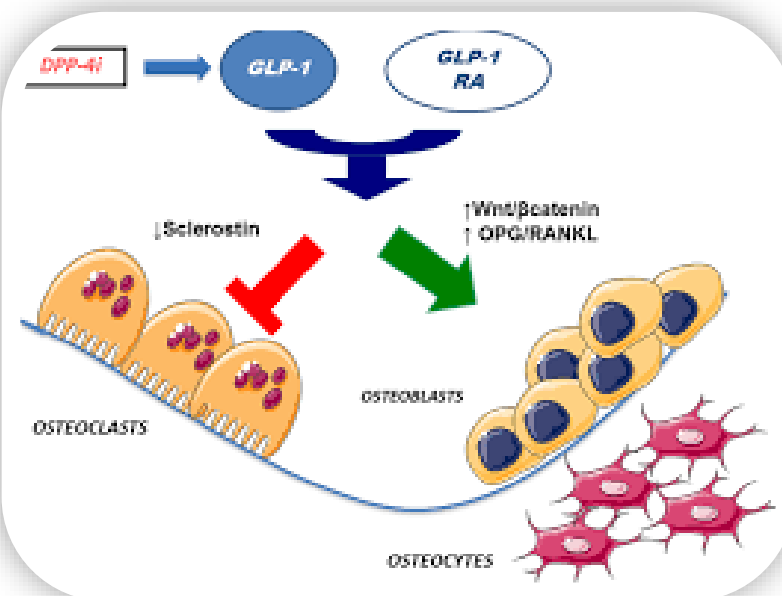 DPP-4i
GLP-1
GLP-1
RA
↓Sclerostin
↑Wnt/βcatenin
↑ OPG/RANKL
OSTEOCLASTS
OSTEOBLASTS
OSTEOCYTES